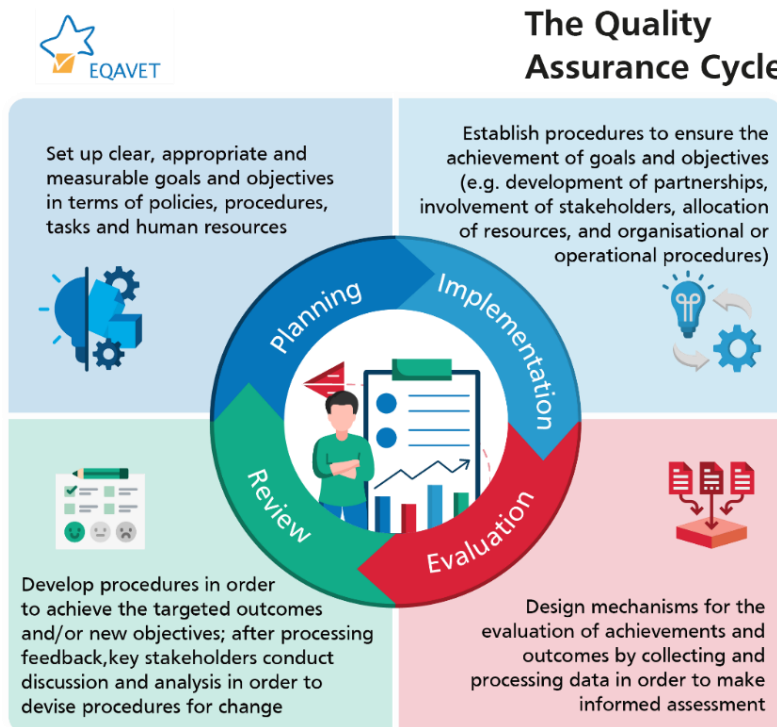 EQAVET
The Quality
Assurance Cycle
Set up clear, appropriate and
measurable goals and objectives
in terms of policies, procedures,
tasks and human resources
Establish procedures to ensure the
achievement of goals and objectives
(e.g. development of partnerships,
involvement of stakeholders, allocation
of resources, and organisational or
operational procedures)
Planning
Implementation
Review
Evaluation
Develop procedures in order
to achieve the targeted outcomes
and/or new objectives; after processing
feedback,key stakeholders conduct
discussion and analysis in order to
devise procedures for change
Design mechanisms for the
evaluation of achievements and
outcomes by collecting and
processing data in order to make
informed assessment